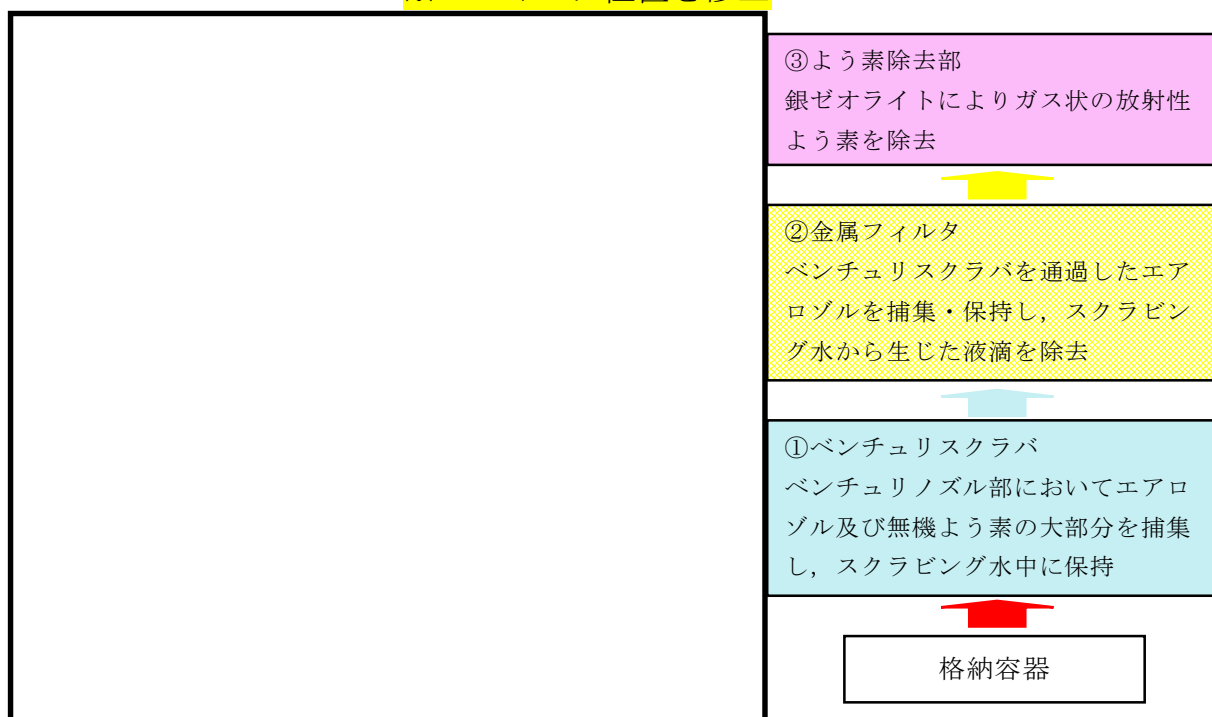 ③よう素除去部
銀ゼオライトによりガス状の放射性
よう素を除去
②金属フィルタ
ベンチュリスクラバを通過したエア
ロゾルを捕集・保持し，スクラビン
グ水から生じた液滴を除去
①ベンチュリスクラバ
ベンチュリノズル部においてエアロ
ゾル及び無機よう素の大部分を捕集
し，スクラビング水中に保持
格納容器